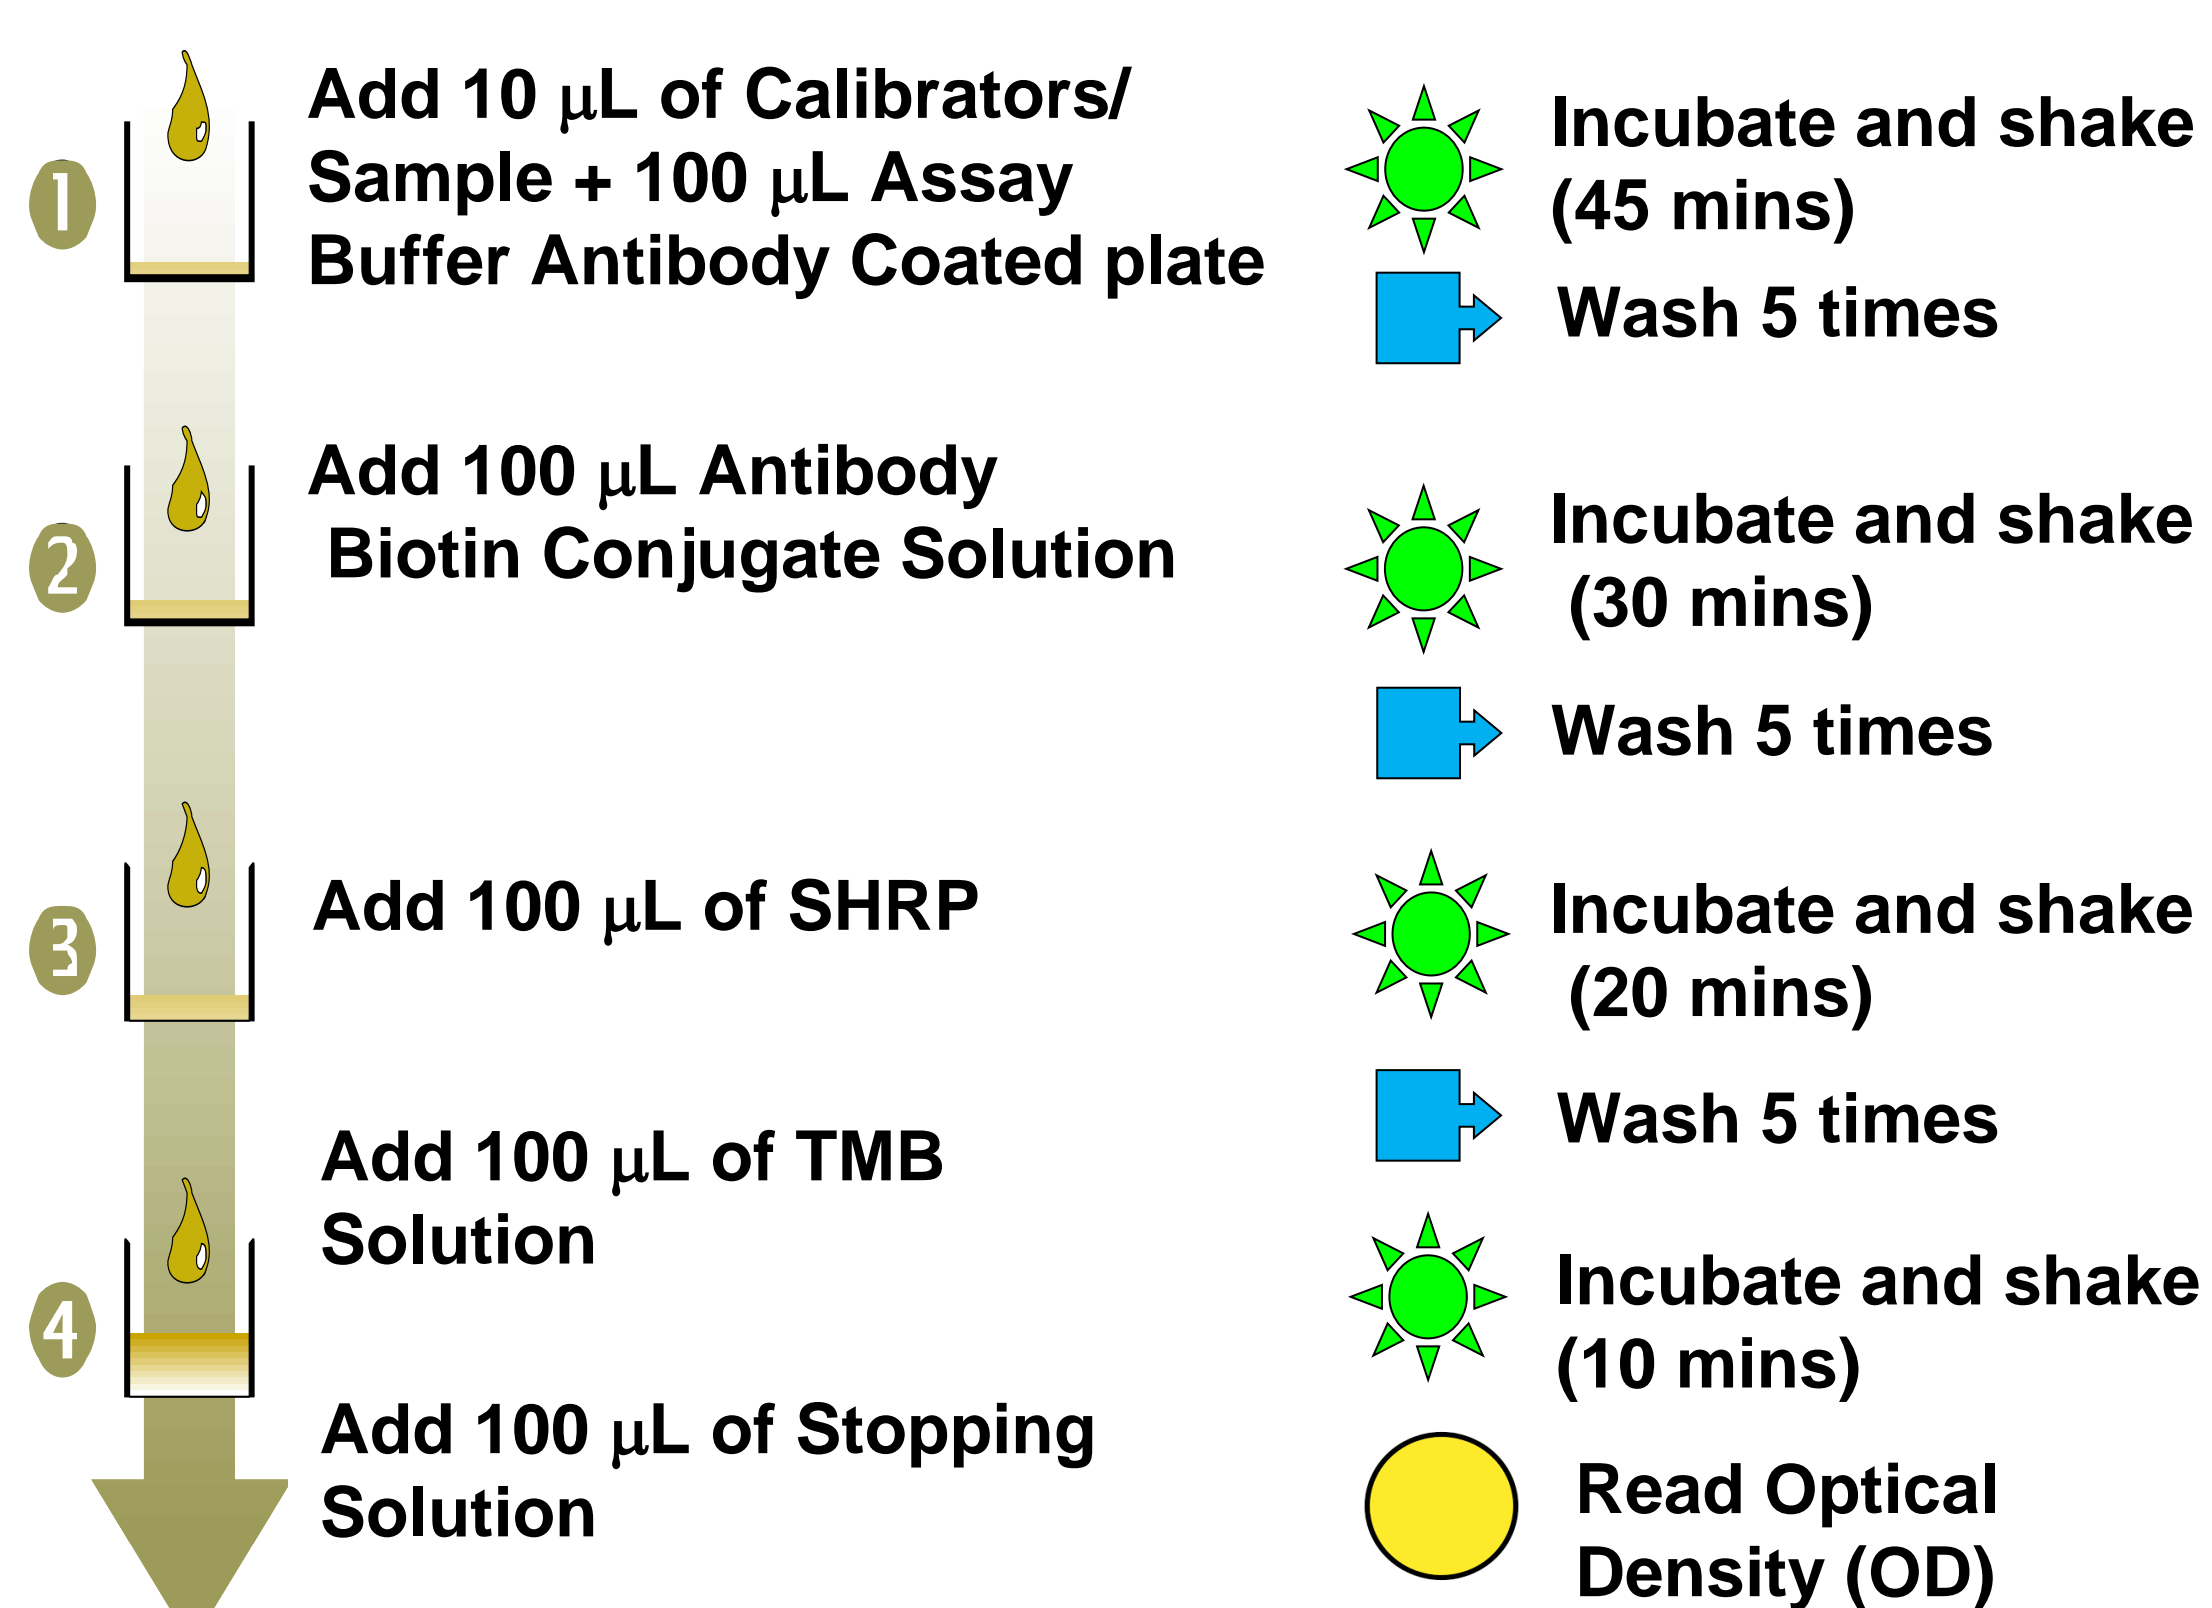 1
Add 10 μL of Calibrators/
Sample + 100 μL Assay
Buffer Antibody Coated plate
Incubate and shake
(45 mins)
Wash 5 times
2
Add 100 μL Antibody
Biotin Conjugate Solution
Incubate and shake
(30 mins)
Wash 5 times
3
Add 100 μL of SHRP
Incubate and shake
(20 mins)
Wash 5 times
4
Add 100 μL of TMB
Solution
Incubate and shake
(10 mins)
Add 100 μL of Stopping
Solution
Read Optical
Density (OD)